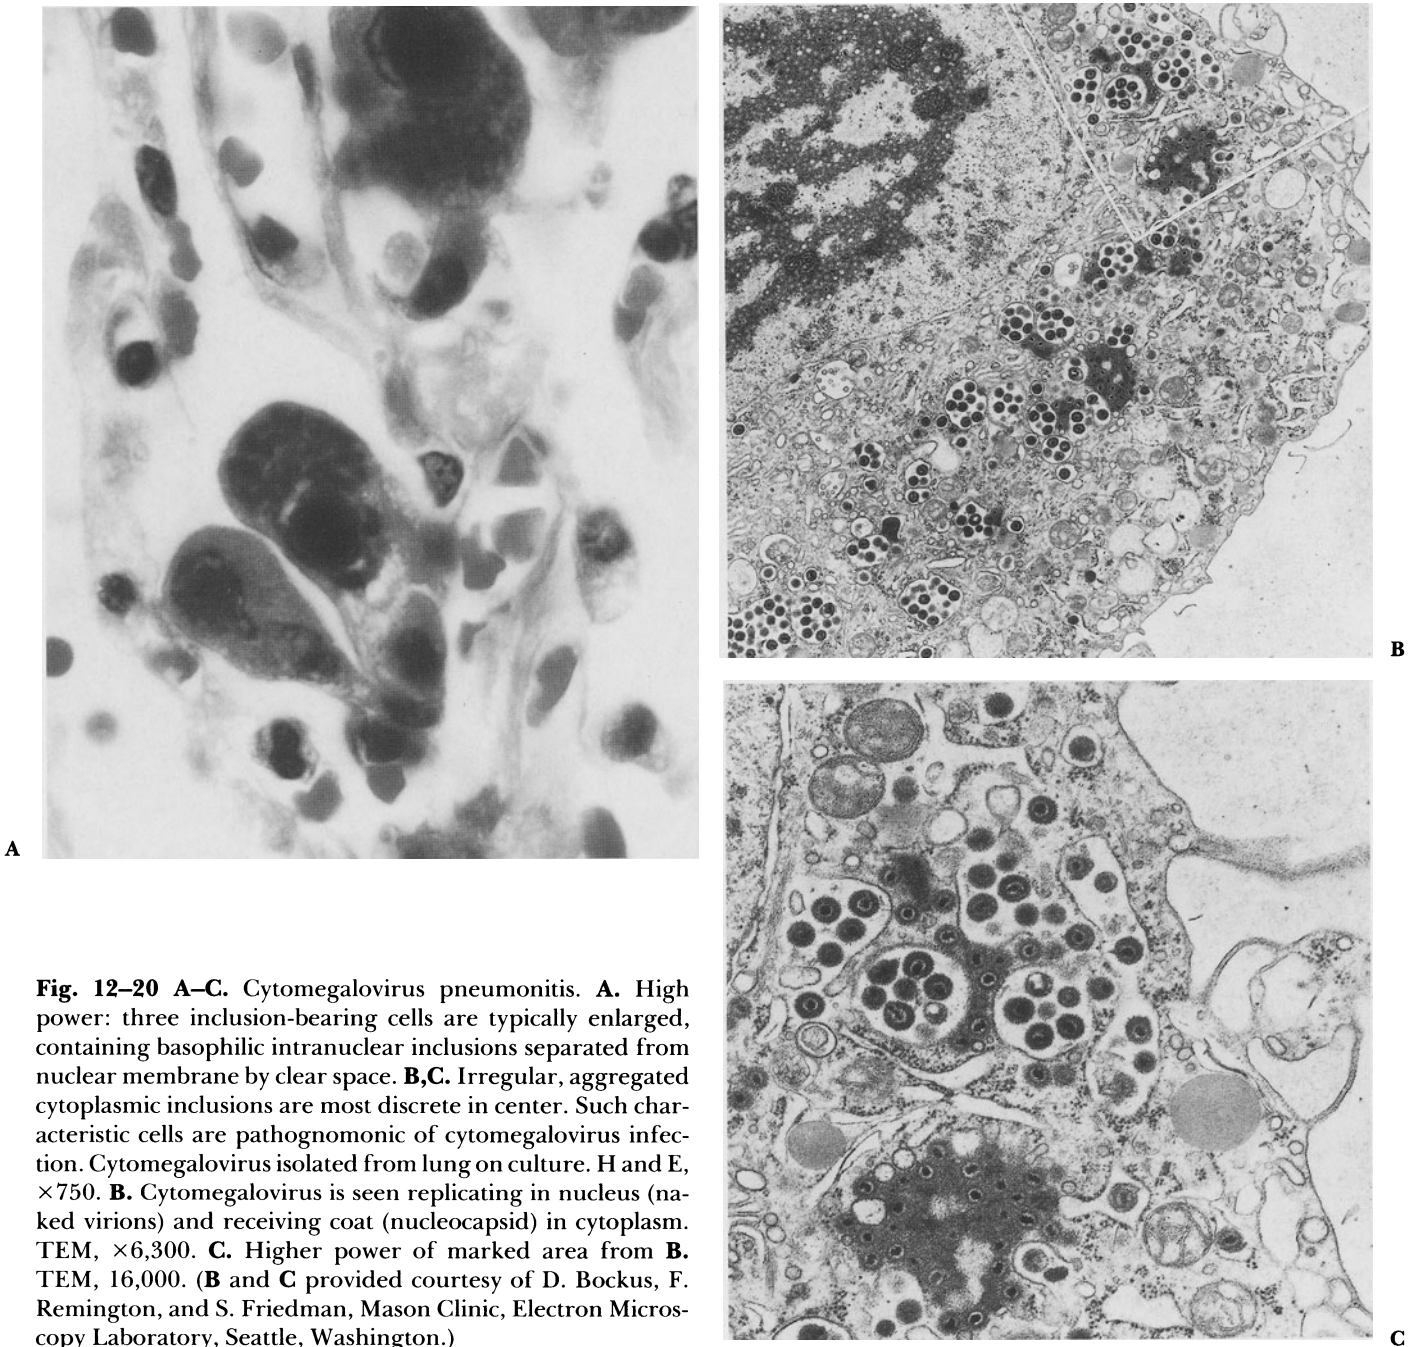 A
B
C
Fig. 12–20 A–C. Cytomegalovirus pneumonitis. A. High
power: three inclusion-bearing cells are typically enlarged,
containing basophilic intranuclear inclusions separated from
nuclear membrane by clear space. B,C. Irregular, aggregated
cytoplasmic inclusions are most discrete in center. Such char-
acteristic cells are pathognomonic of cytomegalovirus infec-
tion. Cytomegalovirus isolated from lung on culture. H and E,
×750. B. Cytomegalovirus is seen replicating in nucleus (na-
ked virions) and receiving coat (nucleocapsid) in cytoplasm.
TEM, ×6,300. C. Higher power of marked area from B.
TEM, 16,000. (B and C provided courtesy of D. Bockus, F.
Remington, and S. Friedman, Mason Clinic, Electron Micros-
copy Laboratory, Seattle, Washington.)